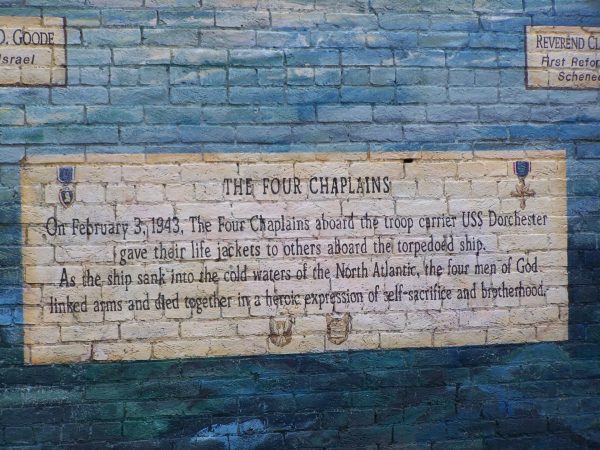 D. GOODE
Israel
REVEREND CL
First Refor
Schenec
THE FOUR CHAPLAINS
On February 3, 1943, The Four Chaplains aboard the troop carrier USS Dorchester
gave their life jackets to others aboard the torpedoed ship.
As the ship sank into the cold waters of the North Atlantic, the four men of God
linked arms and died together in a heroic expression of self-sacrifice and brotherhood.